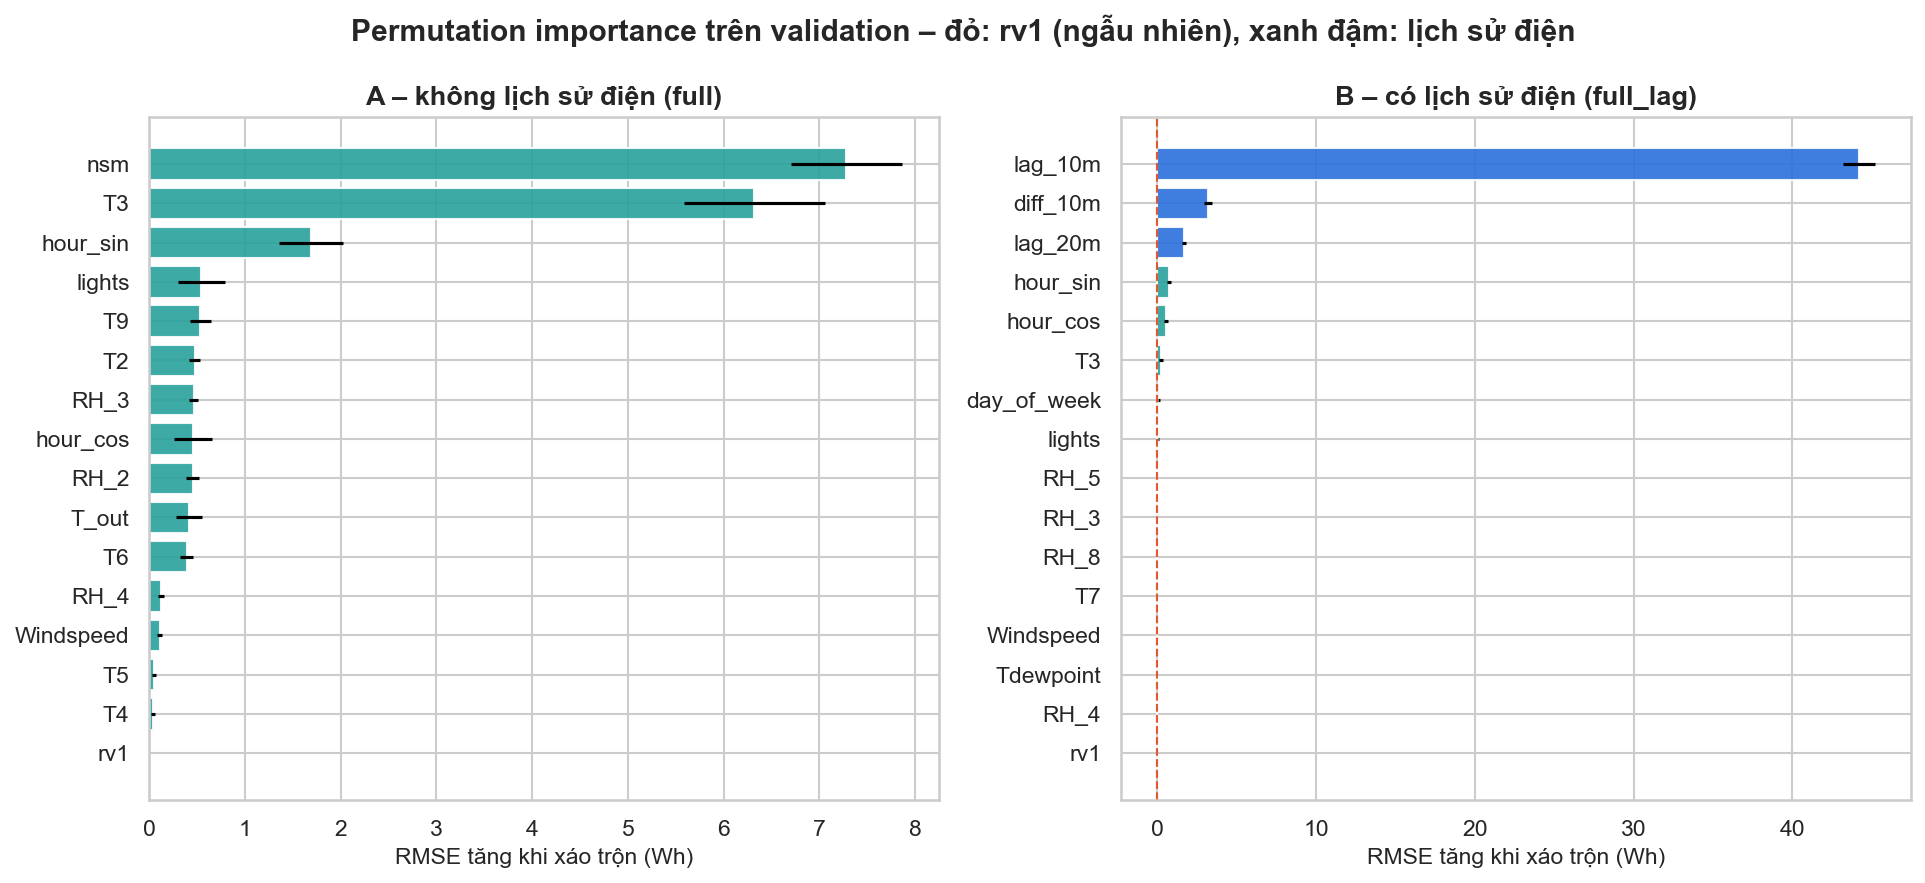 Permutation importance trên validation – đỏ: rv1 (ngẫu nhiên), xanh đậm: lịch sử điện
A – không lịch sử điện (full)
nsm
T3
hour_sin
lights
T9
T2
RH_3
hour_cos
RH_2
T_out
T6
RH_4
Windspeed
T5
T4
rv1
0 1 2 3 4 5 6 7 8
RMSE tăng khi xáo trộn (Wh)
B – có lịch sử điện (full_lag)
lag_10m
diff_10m
lag_20m
hour_sin
hour_cos
T3
day_of_week
lights
RH_5
RH_3
RH_8
T7
Windspeed
Tdewpoint
RH_4
rv1
0 10 20 30 40
RMSE tăng khi xáo trộn (Wh)